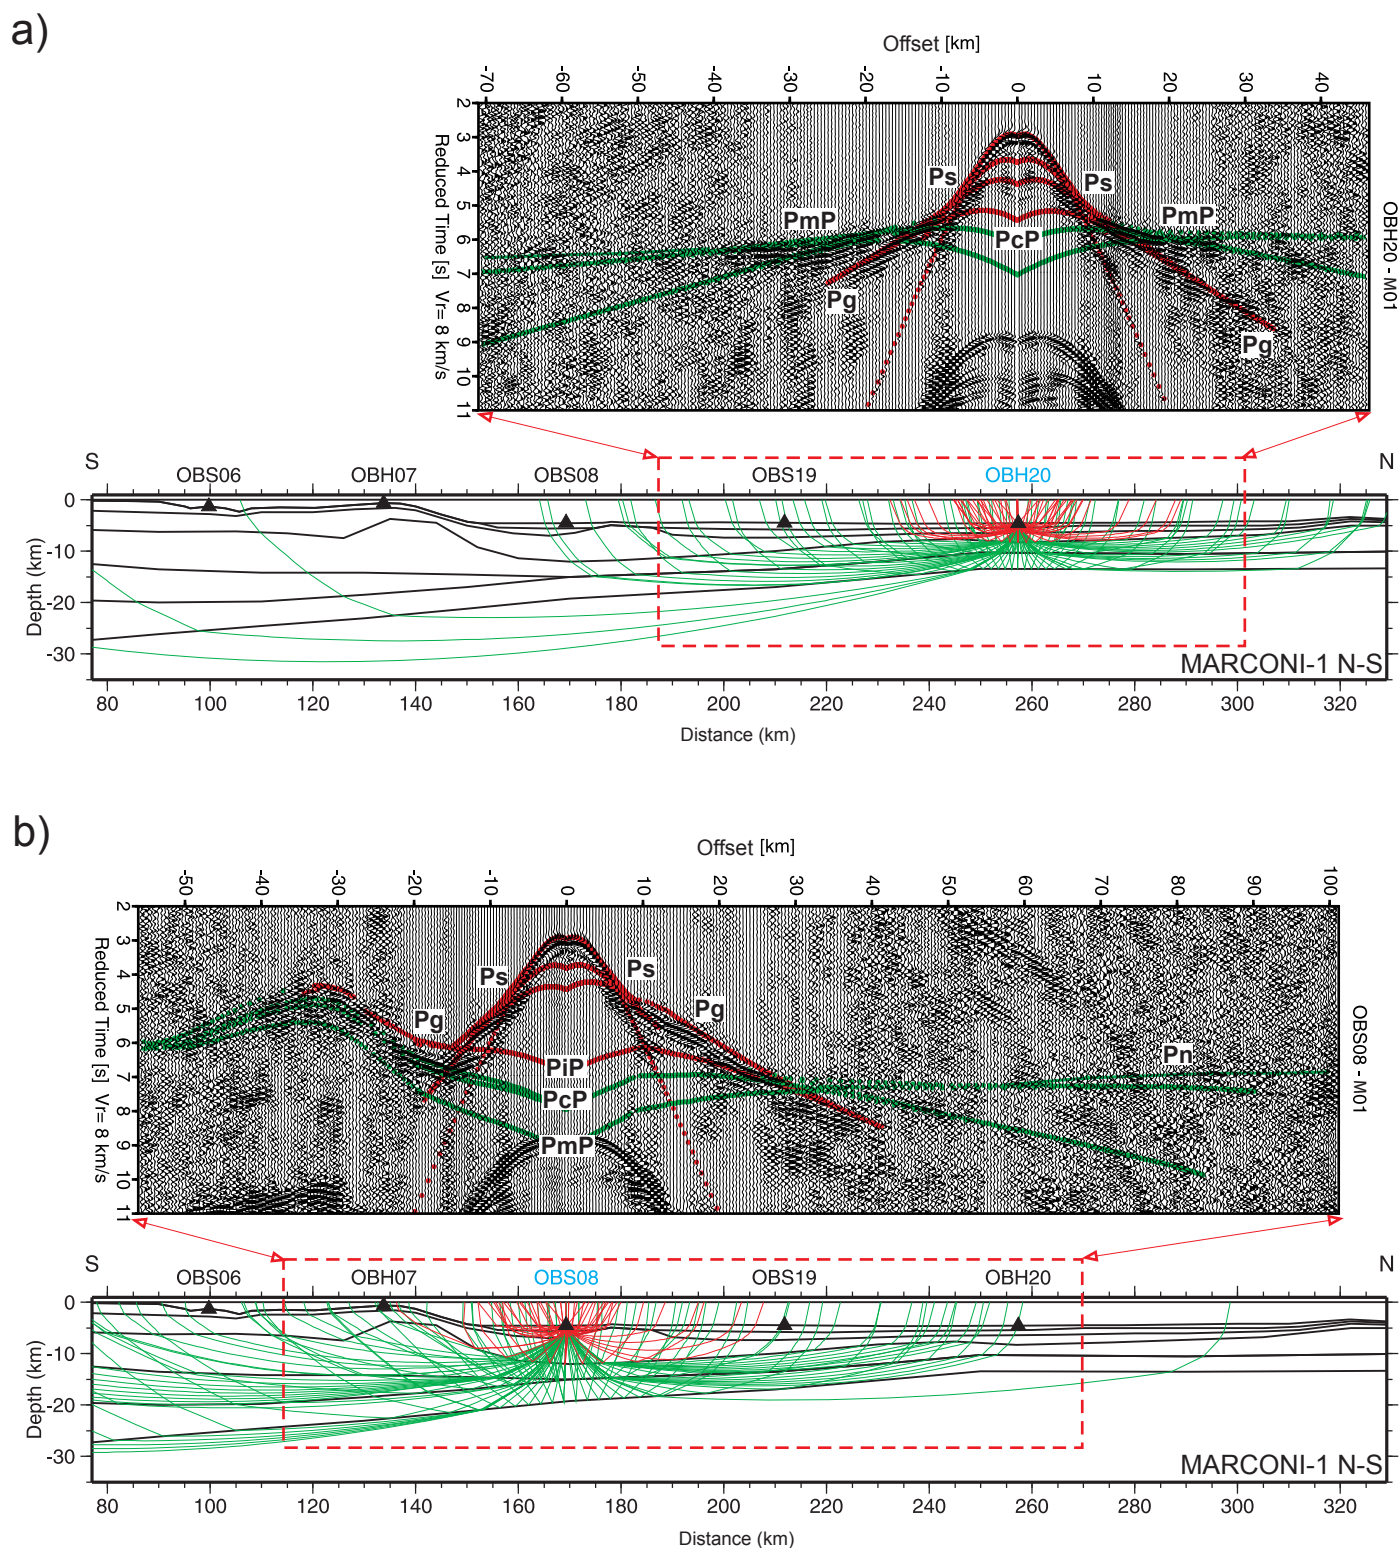 a)
Offset [km]
-70 -60 -50 -40 -30 -20 -10 0 10 20 30 40
2 3 4 5 6 7 8 9 10 11
Reduced Time [s] Vr= 8 km/s
Ps Ps
PmP PmP
PcP
Pg
Pg
OBH20 - M01
S N
OBS06 OBH07 OBS08 OBS19 OBH20
0
-10
-20
-30
Depth (km)
MARCONI-1 N-S
80 100 120 140 160 180 200 220 240 260 280 300 320
Distance (km)
b)
Offset [km]
-50 -40 -30 -20 -10 0 10 20 30 40 50 60 70 80 90 100
2 3 4 5 6 7 8 9 10 11
Reduced Time [s] Vr= 8 km/s
Ps Ps
Pg Pg
Pn
PiP
PcP
PmP
OBS08 - M01
S N
OBS06 OBH07 OBS08 OBS19 OBH20
0
-10
-20
-30
Depth (km)
MARCONI-1 N-S
80 100 120 140 160 180 200 220 240 260 280 300 320
Distance (km)